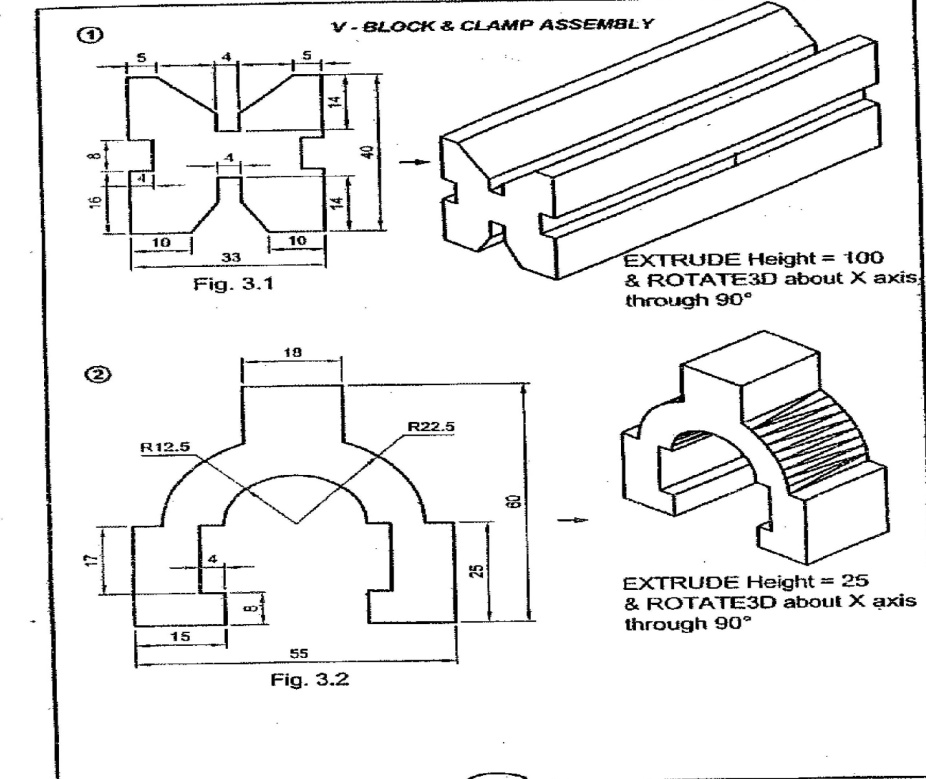 V - BLOCK & CLAMP ASSEMBLY
1
5 4 5
14
40
8
4
4
16
14
10 10
33
Fig. 3.1
EXTRUDE Height = 100
& ROTATE3D about X axis
through 90°
2
18
R12.5
R22.5
60
17
4
25
8
15
55
Fig. 3.2
EXTRUDE Height = 25
& ROTATE3D about X axis
through 90°